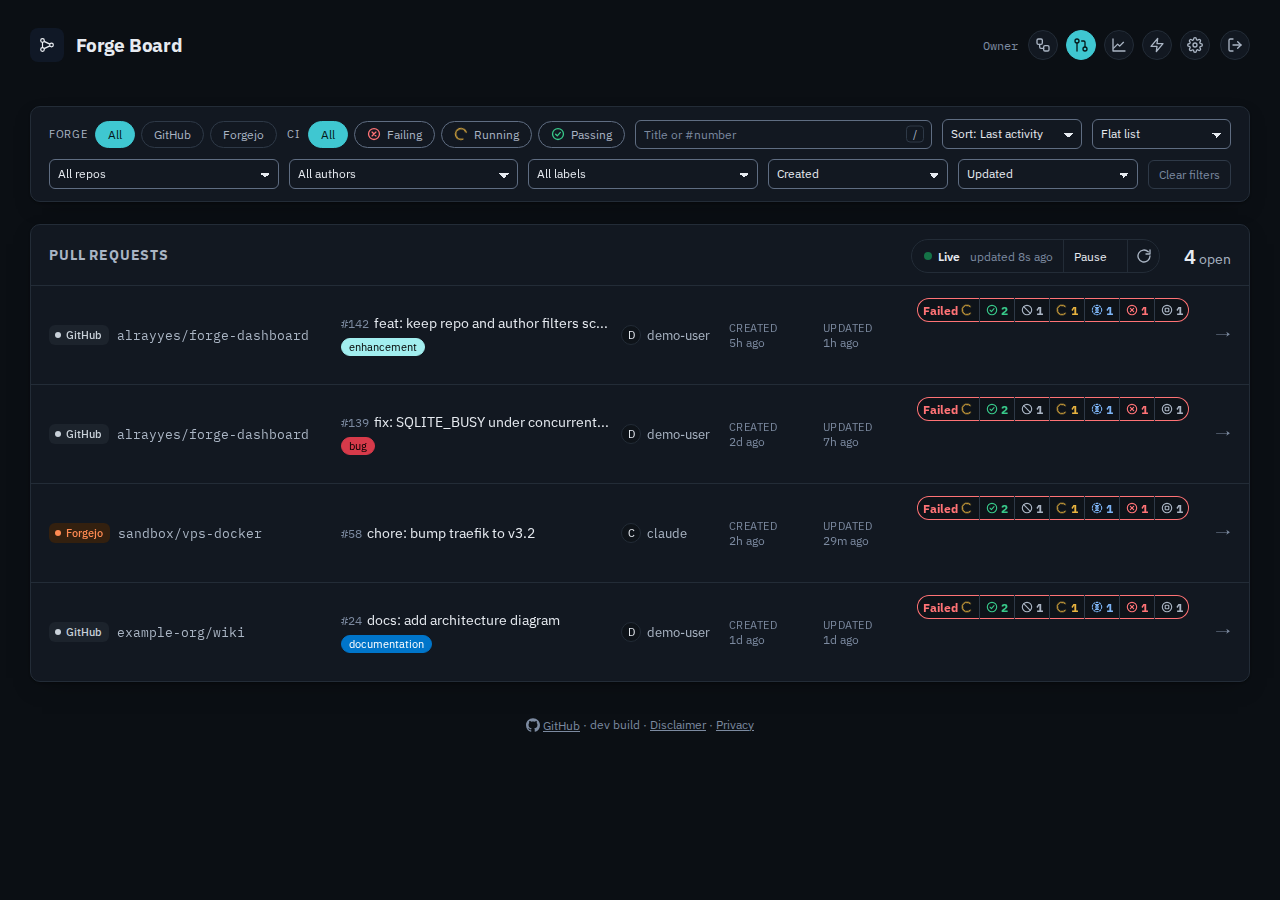 Forge Board
Owner
FORGE All GitHub Forgejo CI All Failing Running Passing Title or #number / Sort: Last activity Flat list
All repos All authors All labels Created Updated Clear filters
PULL REQUESTS Live updated 8s ago Pause 4 open
GitHub alrayyes/forge-dashboard #142 feat: keep repo and author filters sc... D demo-user CREATED UPDATED Failed 2 1 1 1 1 1 →
enhancement 5h ago 1h ago
GitHub alrayyes/forge-dashboard #139 fix: SQLITE_BUSY under concurrent... D demo-user CREATED UPDATED Failed 2 1 1 1 1 1 →
bug 2d ago 7h ago
Forgejo sandbox/vps-docker #58 chore: bump traefik to v3.2 C claude CREATED UPDATED Failed 2 1 1 1 1 1 →
2h ago 29m ago
GitHub example-org/wiki #24 docs: add architecture diagram D demo-user CREATED UPDATED Failed 2 1 1 1 1 1 →
documentation 1d ago 1d ago
GitHub · dev build · Disclaimer · Privacy